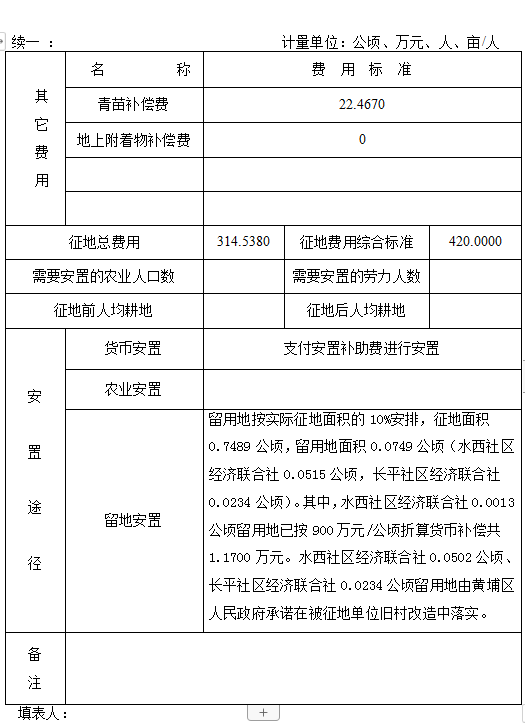 续一 ： 计量单位：公顷、万元、人、亩/人
其它费用
名 称 费 用 标 准
青苗补偿费 22.4670
地上附着物补偿费 0
征地总费用 314.5380 征地费用综合标准 420.0000
需要安置的农业人口数 需要安置的劳力人数
征地前人均耕地 征地后人均耕地
安置途径
货币安置 支付安置补助费进行安置
农业安置
留地安置
留用地按实际征地面积的 10%安排，征地面积
0.7489 公顷，留用地面积 0.0749 公顷（水西社区
经济联合社 0.0515 公顷，长平社区经济联合社
0.0234 公顷）。其中，水西社区经济联合社 0.0013
公顷留用地已按 900 万元/公顷折算货币补偿共
1.1700 万元。水西社区经济联合社 0.0502 公顷、
长平社区经济联合社 0.0234 公顷留用地由黄埔区
人民政府承诺在被征地单位旧村改造中落实。
备注
填表人：